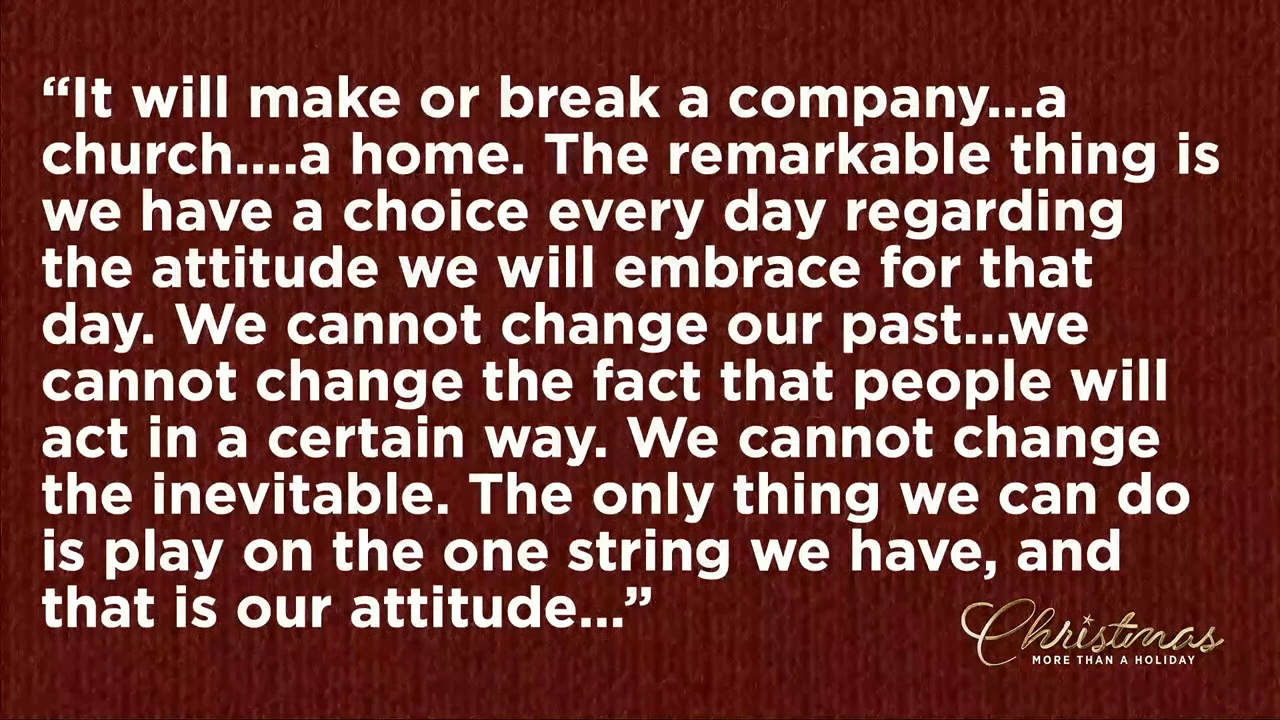 “It will make or break a company...a
church....a home. The remarkable thing is
we have a choice every day regarding
the attitude we will embrace for that
day. We cannot change our past...we
cannot change the fact that people will
act in a certain way. We cannot change
the inevitable. The only thing we can do
is play on the one string we have, and
that is our attitude...”
Christmas
MORE THAN A HOLIDAY